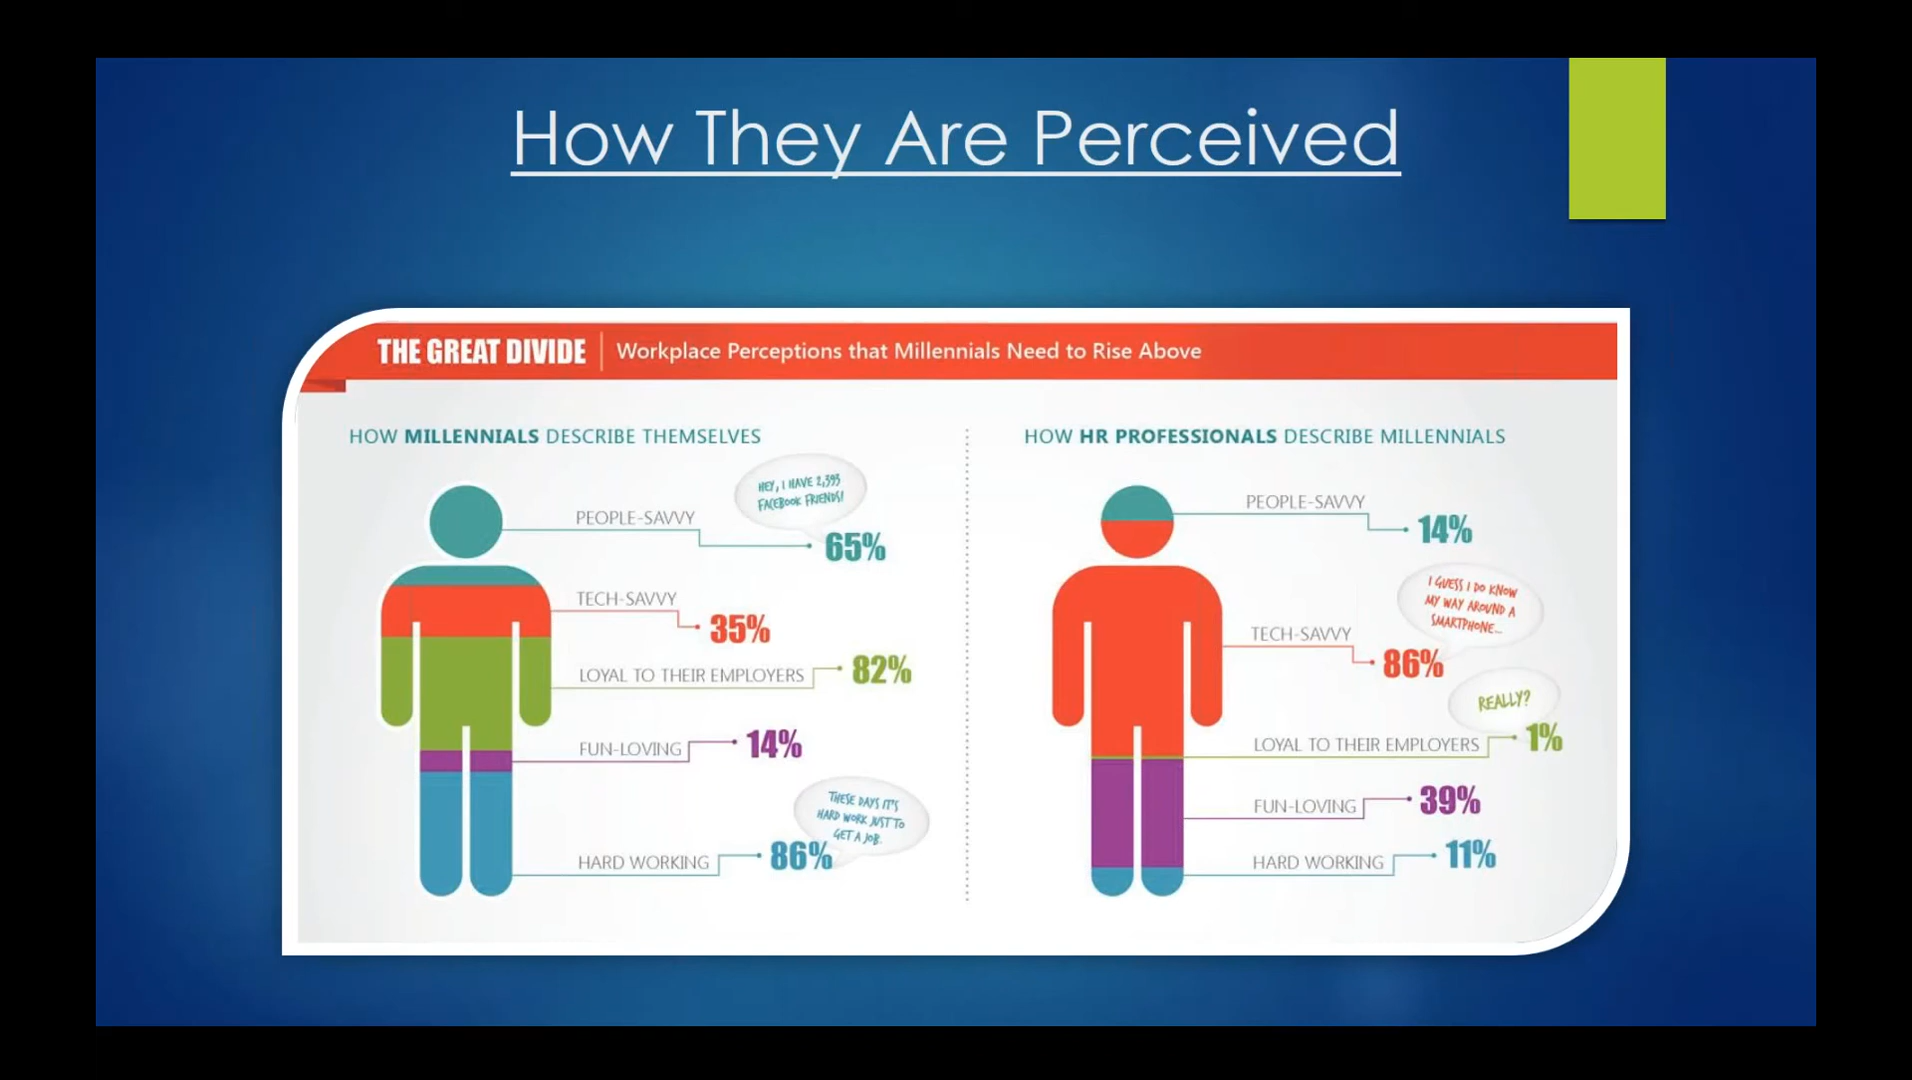 How They Are Perceived
THE GREAT DIVIDE
Workplace Perceptions that Millennials Need to Rise Above
HOW MILLENNIALS DESCRIBE THEMSELVES
HEY, I HAVE 2,393
FACEBOOK FRIENDS!
PEOPLE-SAVVY
65%
TECH-SAVVY
35%
LOYAL TO THEIR EMPLOYERS
82%
FUN-LOVING
14%
THESE DAYS IT'S
HARD WORK JUST TO
GET A JOB.
HARD WORKING
86%
HOW HR PROFESSIONALS DESCRIBE MILLENNIALS
PEOPLE-SAVVY
14%
I GUESS I DO KNOW
MY WAY AROUND A
SMARTPHONE...
TECH-SAVVY
86%
REALLY?
LOYAL TO THEIR EMPLOYERS
1%
FUN-LOVING
39%
HARD WORKING
11%